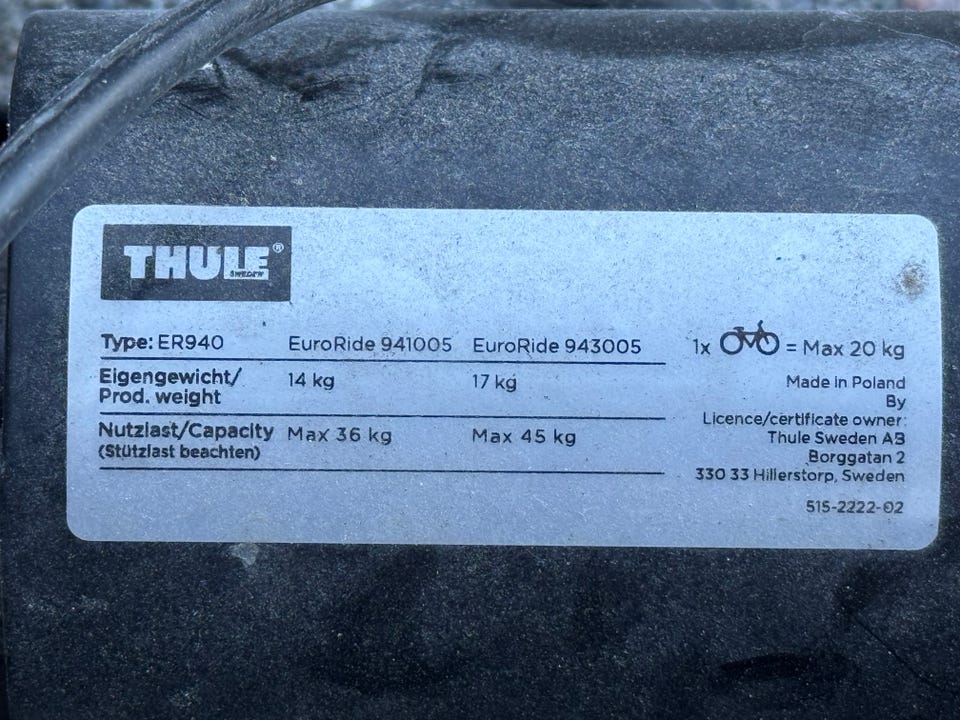 THULE®
SWEDEN
Type: ER940 EuroRide 941005 EuroRide 943005
Eigengewicht/ 14 kg 17 kg
Prod. weight
Nutzlast/Capacity Max 36 kg Max 45 kg
(Stützlast beachten)
1x = Max 20 kg
Made in Poland
By
Licence/certificate owner:
Thule Sweden AB
Borggatan 2
330 33 Hillerstorp, Sweden
515-2222-02